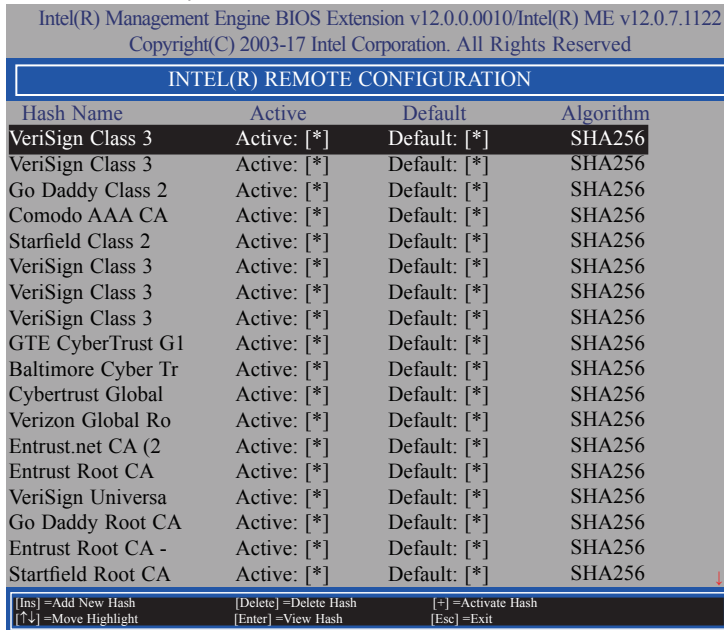 Intel(R) Management Engine BIOS Extension v12.0.0.0010/Intel(R) ME v12.0.7.1122
Copyright(C) 2003-17 Intel Corporation. All Rights Reserved
INTEL(R) REMOTE CONFIGURATION
Hash Name Active Default Algorithm
VeriSign Class 3 Active: [*] Default: [*] SHA256
VeriSign Class 3 Active: [*] Default: [*] SHA256
Go Daddy Class 2 Active: [*] Default: [*] SHA256
Comodo AAA CA Active: [*] Default: [*] SHA256
Starfield Class 2 Active: [*] Default: [*] SHA256
VeriSign Class 3 Active: [*] Default: [*] SHA256
VeriSign Class 3 Active: [*] Default: [*] SHA256
VeriSign Class 3 Active: [*] Default: [*] SHA256
GTE CyberTrust G1 Active: [*] Default: [*] SHA256
Baltimore Cyber Tr Active: [*] Default: [*] SHA256
Cybertrust Global Active: [*] Default: [*] SHA256
Verizon Global Ro Active: [*] Default: [*] SHA256
Entrust.net CA (2 Active: [*] Default: [*] SHA256
Entrust Root CA Active: [*] Default: [*] SHA256
VeriSign Universa Active: [*] Default: [*] SHA256
Go Daddy Root CA Active: [*] Default: [*] SHA256
Entrust Root CA - Active: [*] Default: [*] SHA256
Startfield Root CA Active: [*] Default: [*] SHA256 ↓
[Ins] =Add New Hash [Delete] =Delete Hash [+] =Activate Hash
[↑↓] =Move Highlight [Enter] =View Hash [Esc] =Exit